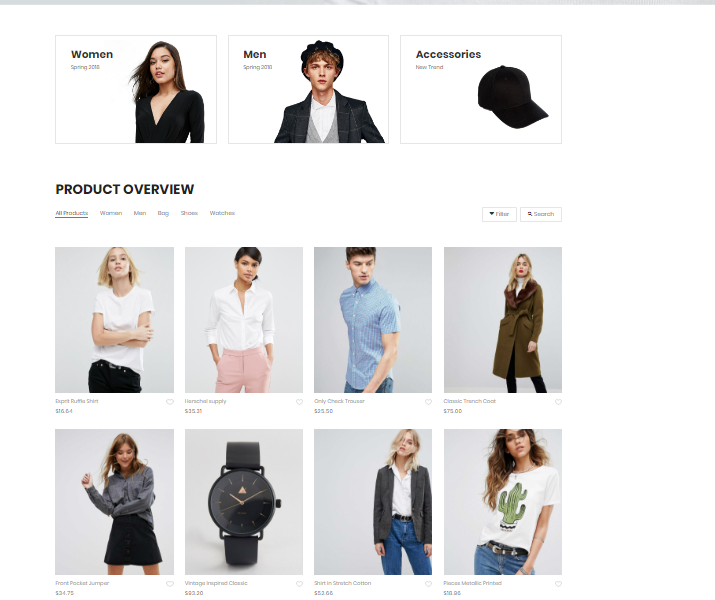 Women
Spring 2018
Men
Spring 2018
Accessories
New Trend
PRODUCT OVERVIEW
All Products Women Men Bag Shoes Watches
Filter Search
Esprit Ruffle Shirt
$16.64
Herschel supply
$35.31
Only Check Trouser
$25.50
Classic Trench Coat
$75.00
Front Pocket Jumper
$34.75
Vintage Inspired Classic
$93.20
Shirt in Stretch Cotton
$52.66
Pieces Metallic Printed
$18.96